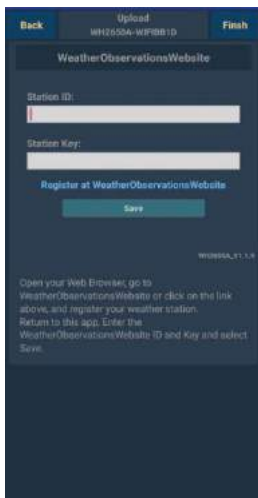 Back
Upload
Finsh
WH2650A-WIFI8B1D
WeatherObservationsWebsite
Station ID:
Station Key:
Register at WeatherObservationsWebsite
Save
Open your Web Browser, go to
WeatherObservationsWebsite or click on the link
above, and register your weather station.
Return to this app. Enter the
WeatherObservationsWebsite ID and Key and select
Save.